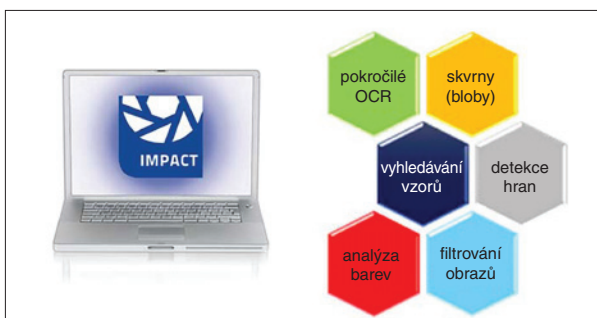 IMPACT
pokročilé
OCR
skvrny
(bloby)
vyhledávání
vzorů
detekce
hran
analýza
barev
filtrování
obrazů